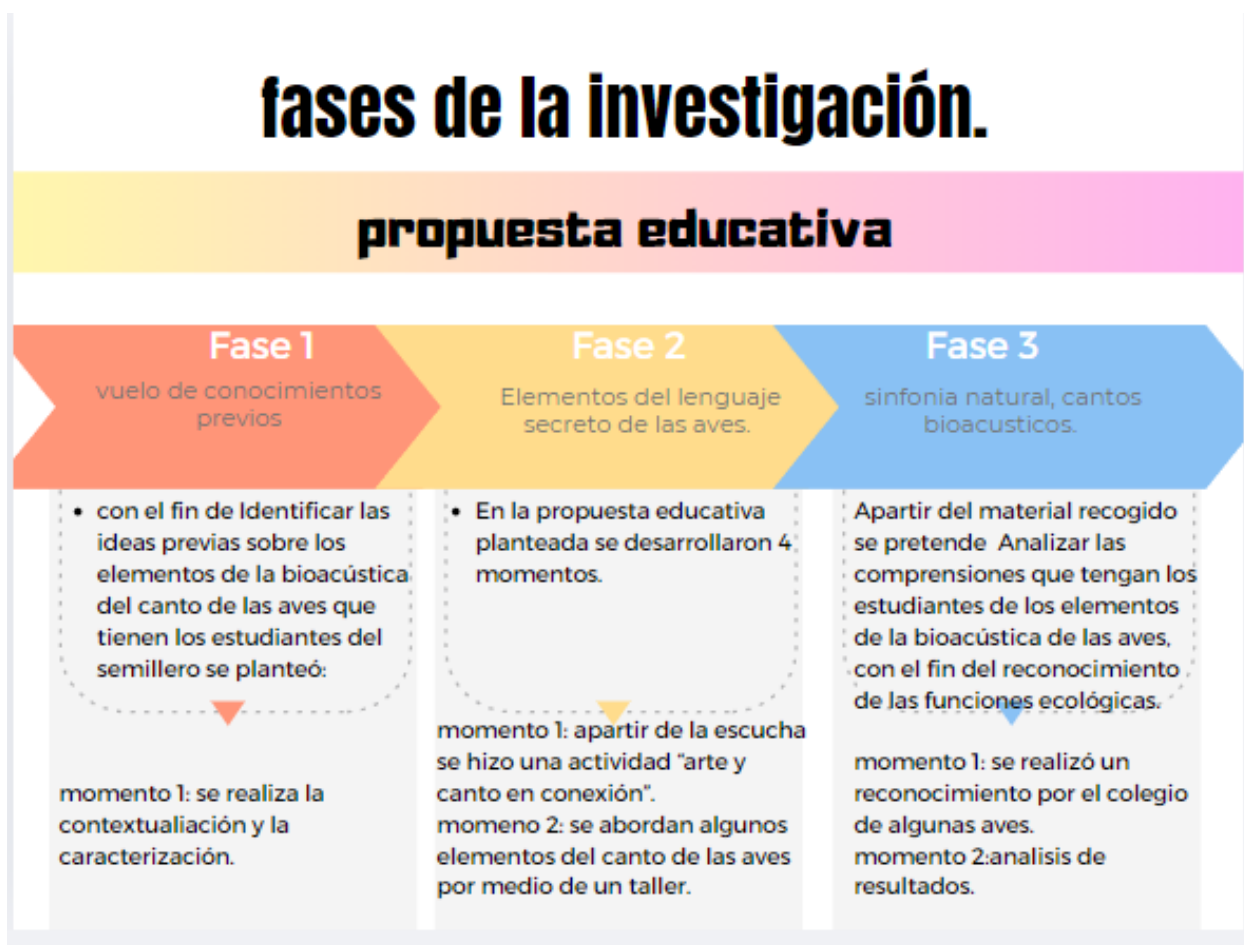 fases de la investigación.
propuesta educativa
Fase 1
vuelo de conocimientos
previos
• con el fin de Identificar las
ideas previas sobre los
elementos de la bioacústica
del canto de las aves que
tienen los estudiantes del
semillero se planteó:
momento 1: se realiza la
contextualiación y la
caracterización.
Fase 2
Elementos del lenguaje
secreto de las aves.
• En la propuesta educativa
planteada se desarrollaron 4
momentos.
momento 1: apartir de la escucha
se hizo una actividad "arte y
canto en conexión".
momeno 2: se abordan algunos
elementos del canto de las aves
por medio de un taller.
Fase 3
sinfonia natural, cantos
bioacusticos.
Apartir del material recogido
se pretende Analizar las
comprensiones que tengan los
estudiantes de los elementos
de la bioacústica de las aves,
con el fin del reconocimiento
de las funciones ecológicas.
momento 1: se realizó un
reconocimiento por el colegio
de algunas aves.
momento 2:analisis de
resultados.